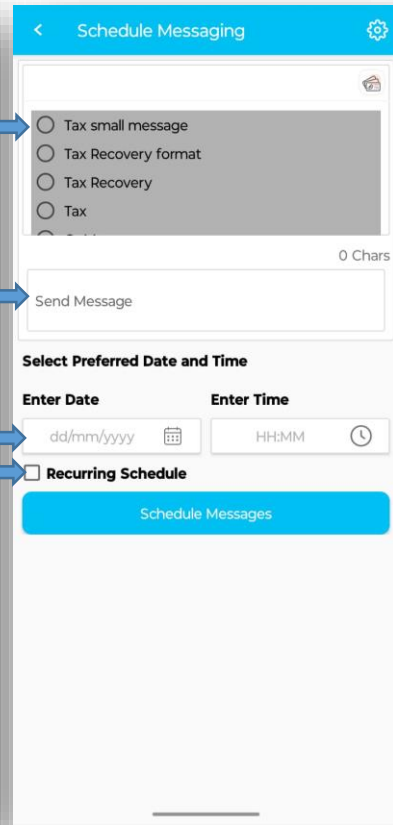 Schedule Messaging
Tax small message
Tax Recovery format
Tax Recovery
Tax
0 Chars
Send Message
Select Preferred Date and Time
Enter Date Enter Time
dd/mm/yyyy HH:MM
Recurring Schedule
Schedule Messages